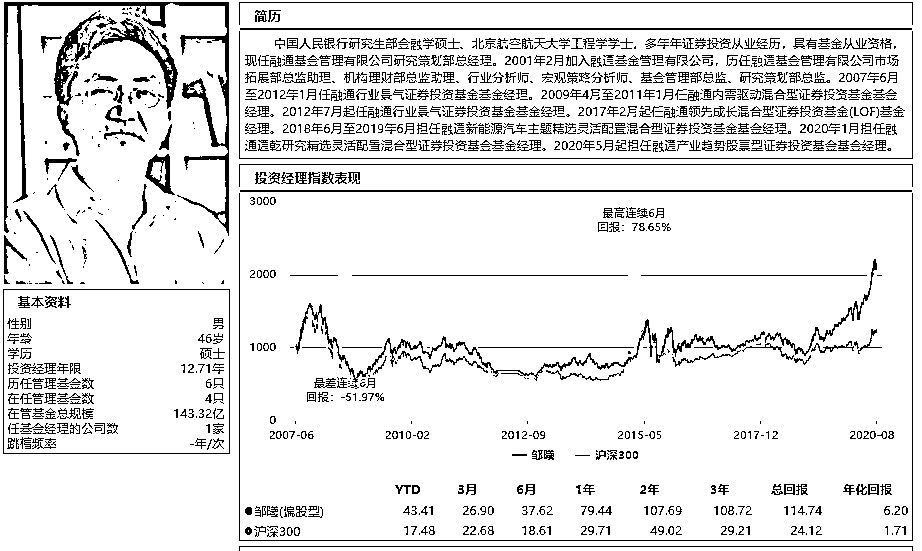 简历
中国人民银行研究生部金融学硕士、北京航空航天大学工程学学士，多年年证券投资从业经历，具有基金从业资格，
现任融通基金管理有限公司研究策划部总经理。2001年2月加入融通基金管理有限公司，历任融通基金管理有限公司市场
拓展部总监助理、机构理财部总监助理、行业分析师、宏观策略分析师、基金管理部总监、研究策划部总监。2007年6月
至2012年1月任融通行业景气证券投资基金基金经理。2009年4月至2011年1月任融通内需驱动混合型证券投资基金基金
经理。2012年7月起任融通行业景气证券投资基金基金经理。2017年2月起任融通领先成长混合型证券投资基金(LOF)基金
经理。2018年6月至2019年6月担任融通新能源汽车主题精选灵活配置混合型证券投资基金基金经理。2020年1月担任融
通通乾研究精选灵活配置混合型证券投资基金基金经理。2020年5月起担任融通产业趋势股票型证券投资基金基金经理。
投资经理指数表现
3000
最高连续6月
回报：78.65%
2000
1000
最差连续6月
回报：-51.97%
0
2007-06 2010-02 2012-09 2015-05 2017-12 2020-08
邹曦 沪深300
YTD 3月 6月 1年 2年 3年 总回报 年化回报
邹曦(偏股型) 43.41 26.90 37.62 79.44 107.69 108.72 114.74 6.20
沪深300 17.48 22.68 18.61 29.71 49.02 29.21 24.12 1.71
基本资料
性别 男
年龄 46岁
学历 硕士
投资经理年限 12.71年
历任管理基金数 6只
在任管理基金数 4只
在管基金总规模 143.32亿
任基金经理的公司数 1家
跳槽频率 -年/次